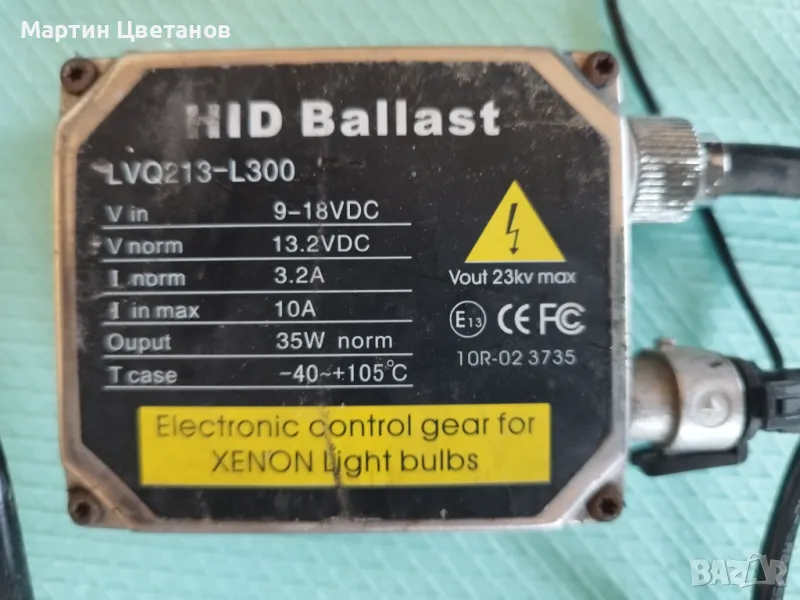 Мартин Цветанов
HID Ballast
LVQ213-L300
V in 9-18VDC
V norm 13.2VDC
I norm 3.2A
I in max 10A
Ouput 35W norm
T case -40~+105°C
Vout 23kv max
E13 CE FC
10R-02 3735
Electronic control gear for
XENON Light bulbs
BAZAR